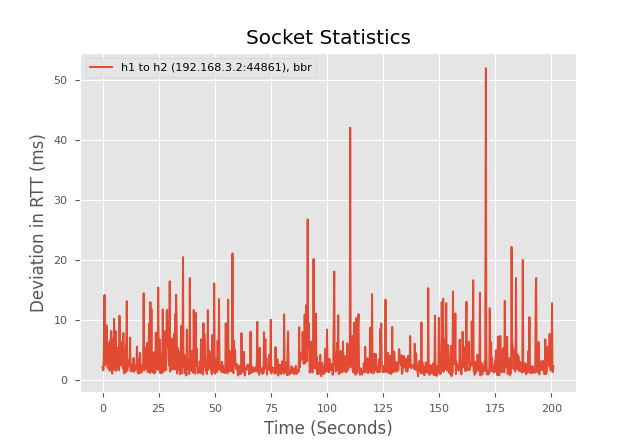 Socket Statistics
h1 to h2 (192.168.3.2:44861), bbr
Deviation in RTT (ms)
50
40
30
20
10
0
0 25 50 75 100 125 150 175 200
Time (Seconds)